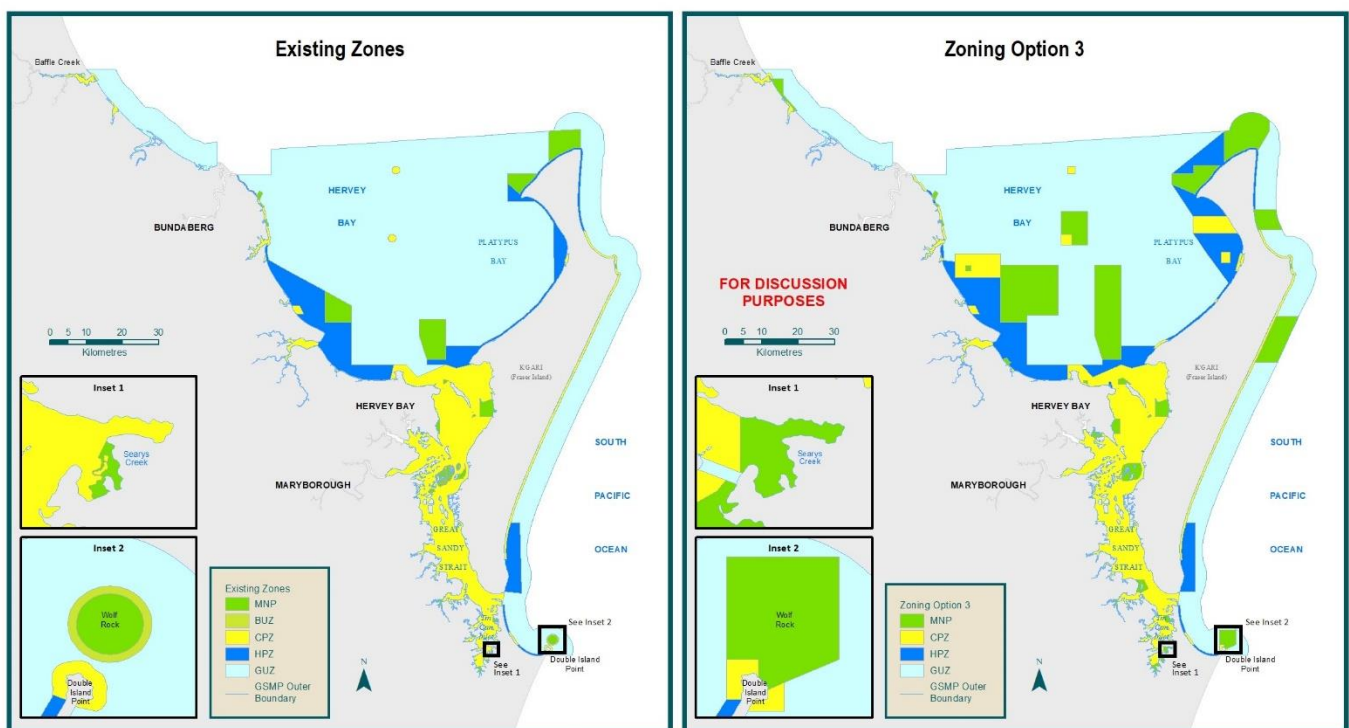 Existing Zones
Baffle Creek
HERVEY
BAY
BUNDABERG
PLATYPUS
BAY
0 5 10 20 30
Kilometres
K'GARI
(Fraser Island)
Inset 1
Searys
Creek
HERVEY BAY
SOUTH
MARYBOROUGH
PACIFIC
GREAT
SANDY
STRAIT
OCEAN
Inset 2
Wolf
Rock
Double
Island
Point
Existing Zones
MNP
BUZ
CPZ
HPZ
GUZ
GSMP Outer
Boundary
N
Tin
Can
Inlet
See
Inset 1
See Inset 2
Double Island
Point
Zoning Option 3
Baffle Creek
HERVEY
BAY
BUNDABERG
PLATYPUS
BAY
FOR DISCUSSION
PURPOSES
0 5 10 20 30
Kilometres
K'GARI
(Fraser Island)
Inset 1
Searys
Creek
HERVEY BAY
SOUTH
MARYBOROUGH
PACIFIC
GREAT
SANDY
STRAIT
OCEAN
Inset 2
Wolf
Rock
Double
Island
Point
Zoning Option 3
MNP
CPZ
HPZ
GUZ
GSMP Outer
Boundary
N
Tin
Can
Inlet
See
Inset 1
See Inset 2
Double Island
Point